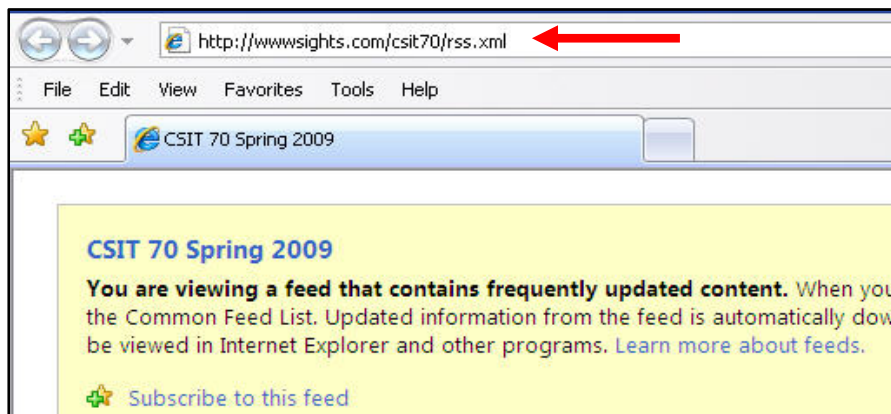 http://wwwsights.com/csit70/rss.xml
File Edit View Favorites Tools Help
CSIT 70 Spring 2009
CSIT 70 Spring 2009
You are viewing a feed that contains frequently updated content. When you
the Common Feed List. Updated information from the feed is automatically dow
be viewed in Internet Explorer and other programs. Learn more about feeds.
Subscribe to this feed